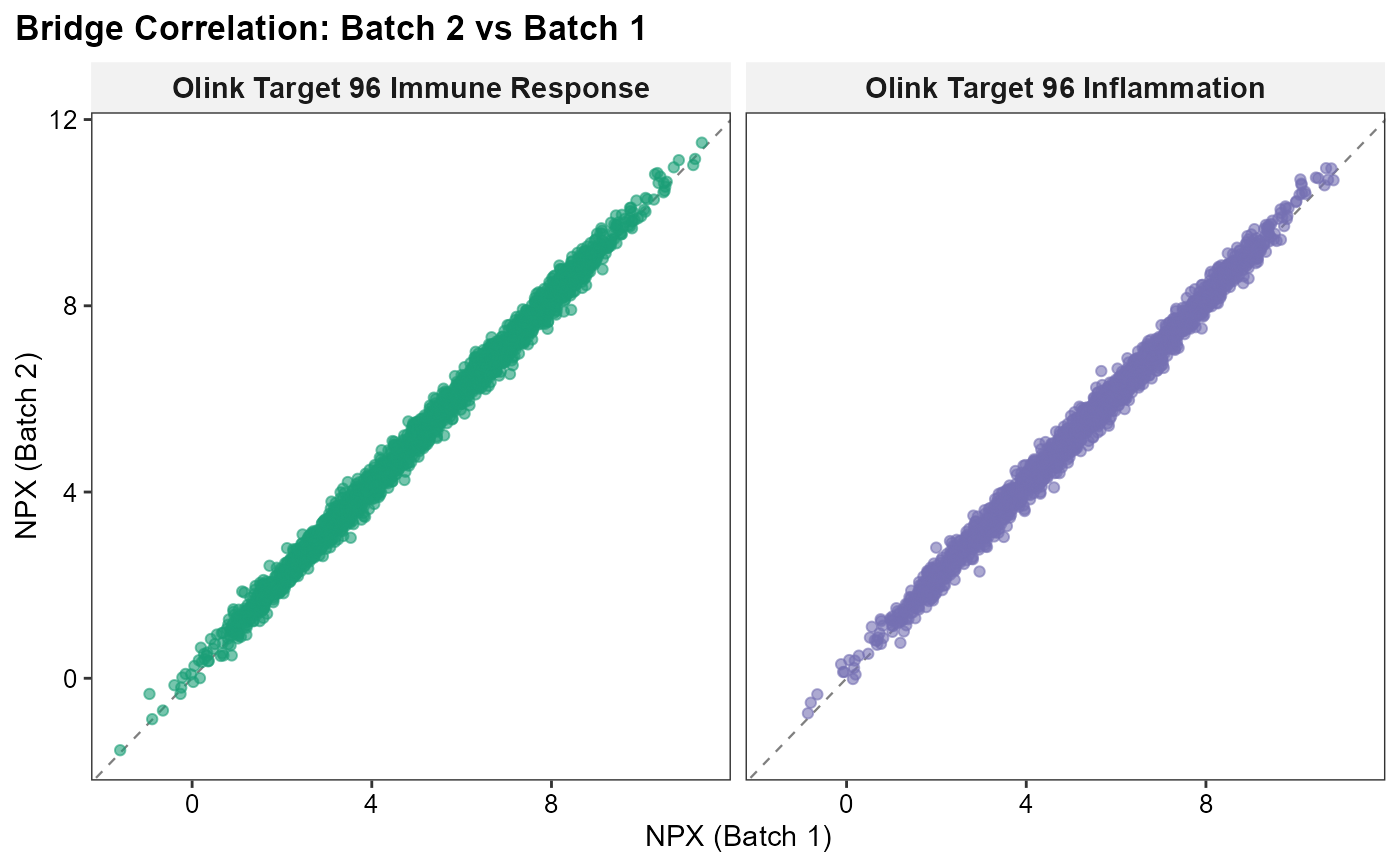 Bridge Correlation: Batch 2 vs Batch 1
Olink Target 96 Immune Response
Olink Target 96 Inflammation
12
8
4
0
NPX (Batch 2)
0 4 8
0 4 8
NPX (Batch 1)